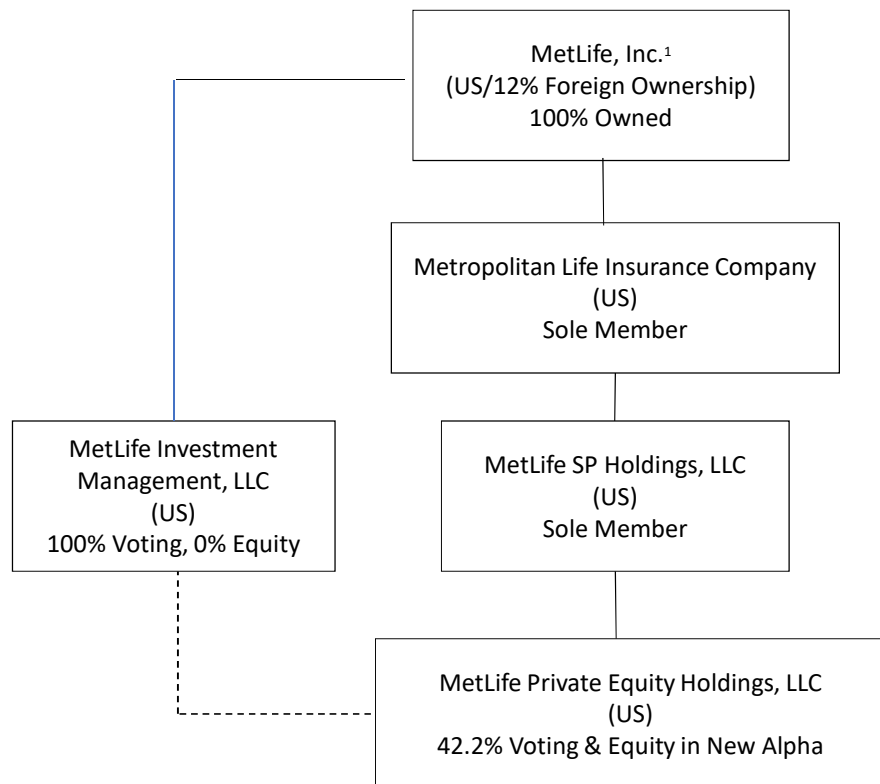 MetLife, Inc.¹
(US/12% Foreign Ownership)
100% Owned
Metropolitan Life Insurance Company
(US)
Sole Member
MetLife Investment
Management, LLC
(US)
100% Voting, 0% Equity
MetLife SP Holdings, LLC
(US)
Sole Member
MetLife Private Equity Holdings, LLC
(US)
42.2% Voting & Equity in New Alpha